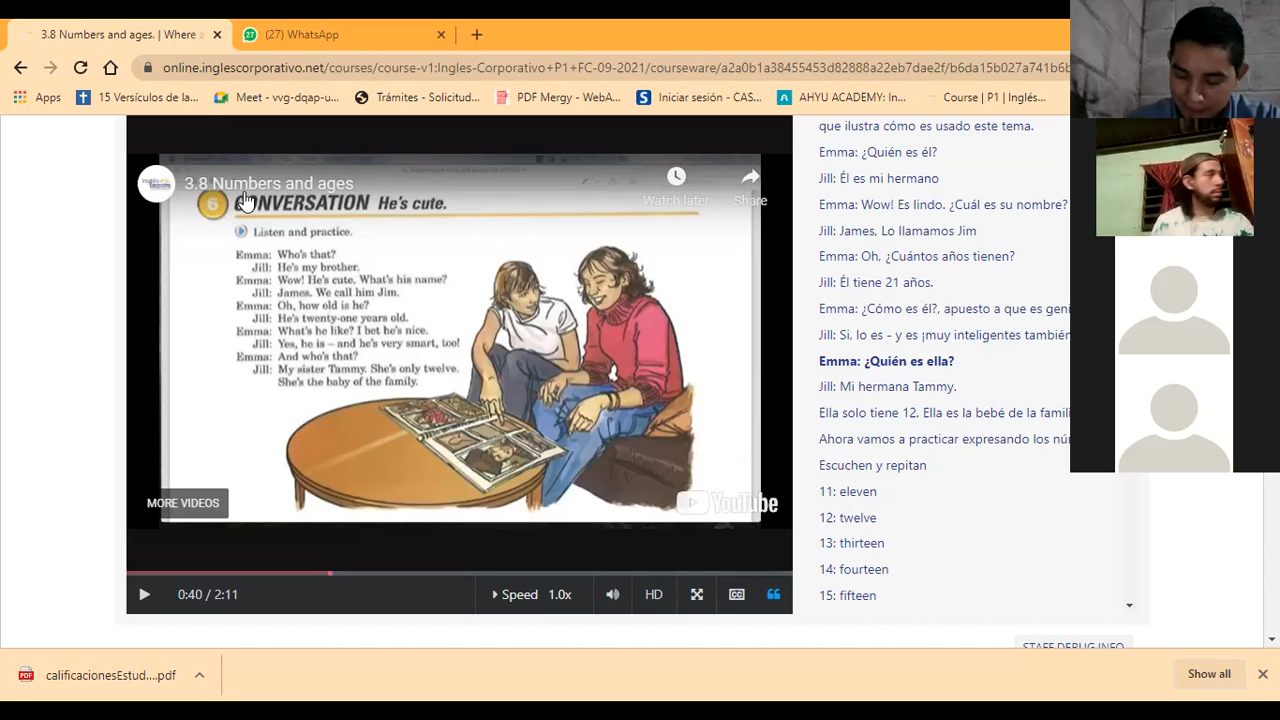 3.8 Numbers and ages. | Where
(27) WhatsApp
online.inglescorporativo.net/courses/course-v1:Ingles-Corporativo+P1+FC-09-2021/courseware/a2a0b1a38455453d82888a22eb7dae2f/b6da15b027a741b6b
Apps
15 Versículos de la...
Meet - vvg-dqap-u...
Trámites - Solicitud...
PDF Mergy - WebA...
Iniciar sesión - CAS...
AHYU ACADEMY: In...
Course | P1 | Inglés...
3.8 Numbers and ages
Watch later
Share
6 CONVERSATION He's cute.
Listen and practice.
Emma: Who's that?
Jill: He's my brother.
Emma: Wow! He's cute. What's his name?
Jill: James. We call him Jim.
Emma: Oh, how old is he?
Jill: He's twenty-one years old.
Emma: What's he like? I bet he's nice.
Jill: Yes, he is – and he's very smart, too!
Emma: And who's that?
Jill: My sister Tammy. She's only twelve.
She's the baby of the family.
MORE VIDEOS
YouTube
0:40 / 2:11
Speed 1.0x
HD
que ilustra cómo es usado este tema.
Emma: ¿Quién es él?
Jill: Él es mi hermano
Emma: Wow! Es lindo. ¿Cuál es su nombre?
Jill: James, Lo llamamos Jim
Emma: Oh, ¿Cuántos años tienen?
Jill: Él tiene 21 años.
Emma: ¿Cómo es él?, apuesto a que es geni
Jill: Si, lo es - y es ¡muy inteligentes también
Emma: ¿Quién es ella?
Jill: Mi hermana Tammy.
Ella solo tiene 12. Ella es la bebé de la famili
Ahora vamos a practicar expresando los nú
Escuchen y repitan
11: eleven
12: twelve
13: thirteen
14: fourteen
15: fifteen
STAFF DEBUG INFO
calificacionesEstud....pdf
Show all